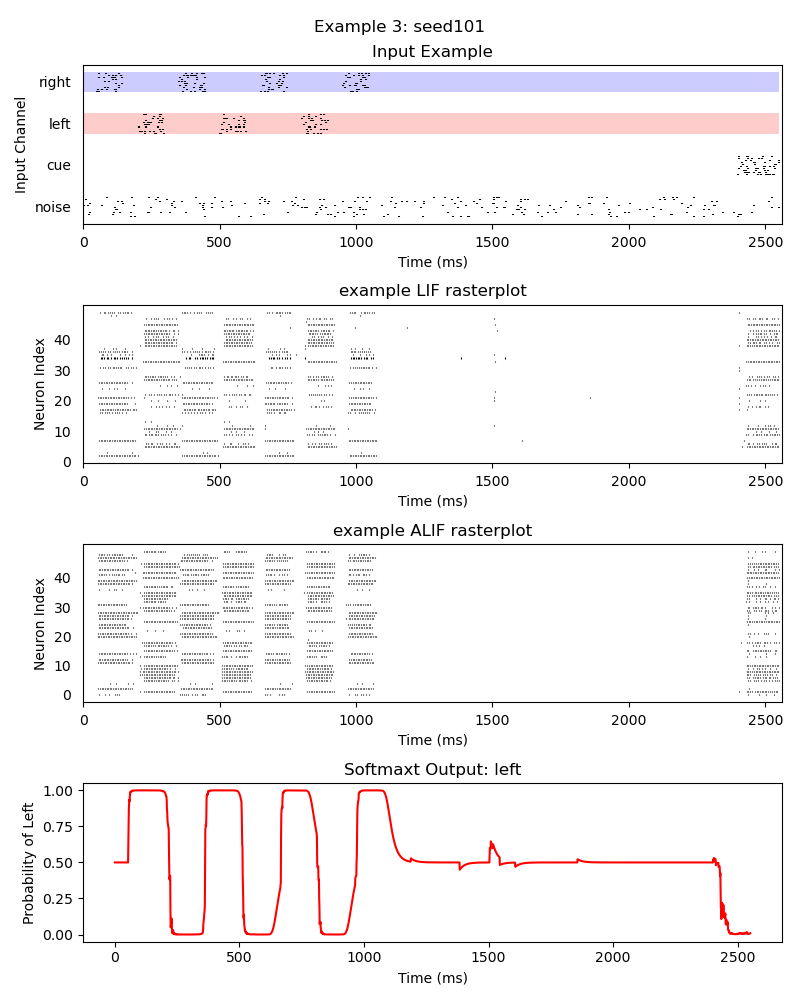 Example 3: seed101
Input Example
Input Channel
right
left
cue
noise
0 500 1000 1500 2000 2500
Time (ms)
example LIF rasterplot
Neuron Index
40
30
20
10
0
0 500 1000 1500 2000 2500
Time (ms)
example ALIF rasterplot
Neuron Index
40
30
20
10
0
0 500 1000 1500 2000 2500
Time (ms)
Softmaxt Output: left
Probability of Left
1.00
0.75
0.50
0.25
0.00
0 500 1000 1500 2000 2500
Time (ms)